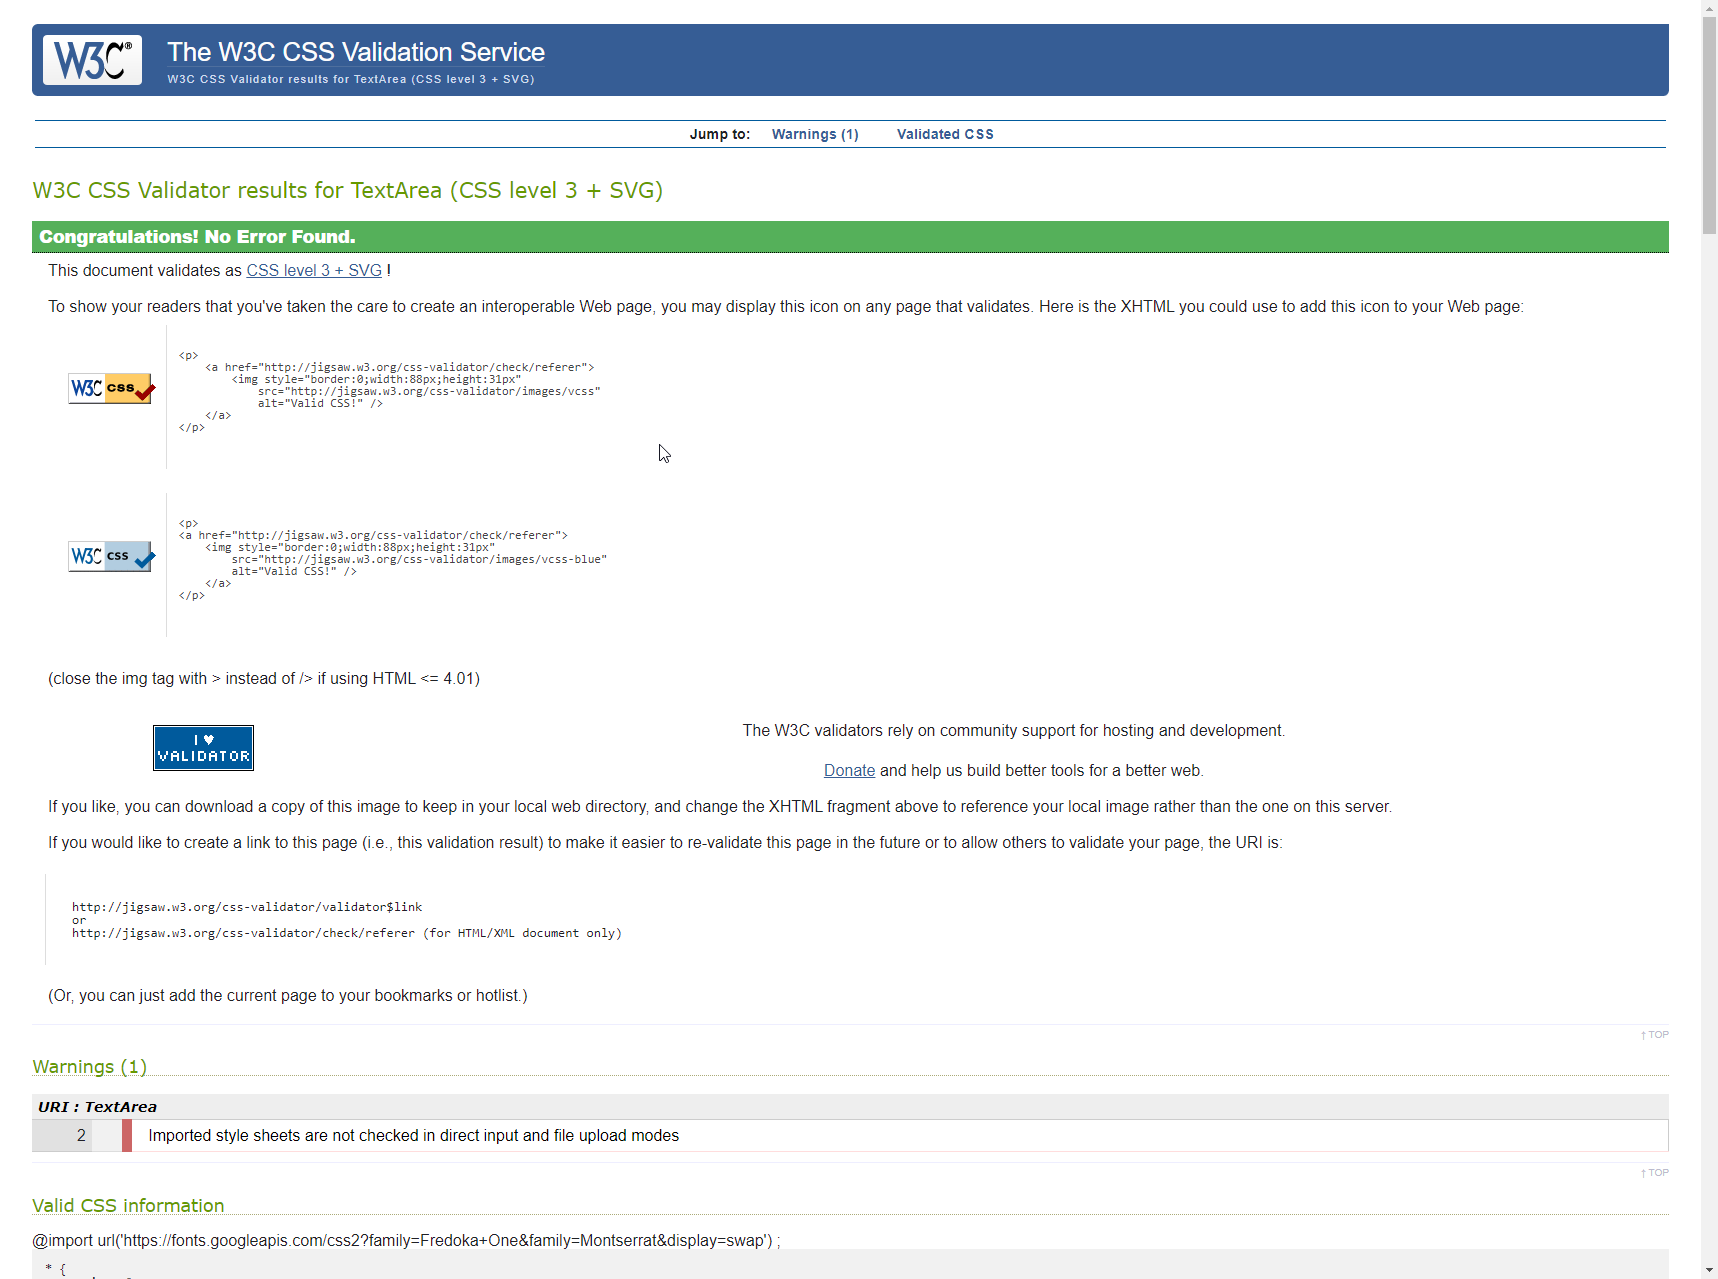 W3C®
The W3C CSS Validation Service
W3C CSS Validator results for TextArea (CSS level 3 + SVG)
Jump to: Warnings (1) Validated CSS
W3C CSS Validator results for TextArea (CSS level 3 + SVG)
Congratulations! No Error Found.
This document validates as CSS level 3 + SVG !
To show your readers that you've taken the care to create an interoperable Web page, you may display this icon on any page that validates. Here is the XHTML you could use to add this icon to your Web page:
W3C css
<p>
<a href="http://jigsaw.w3.org/css-validator/check/referer">
<img style="border:0;width:88px;height:31px"
src="http://jigsaw.w3.org/css-validator/images/vcss"
alt="Valid CSS!" />
</a>
</p>
W3C css
<p>
<a href="http://jigsaw.w3.org/css-validator/check/referer">
<img style="border:0;width:88px;height:31px"
src="http://jigsaw.w3.org/css-validator/images/vcss-blue"
alt="Valid CSS!" />
</a>
</p>
(close the img tag with > instead of /> if using HTML <= 4.01)
I ♥
VALIDATOR
The W3C validators rely on community support for hosting and development.
Donate and help us build better tools for a better web.
If you like, you can download a copy of this image to keep in your local web directory, and change the XHTML fragment above to reference your local image rather than the one on this server.
If you would like to create a link to this page (i.e., this validation result) to make it easier to re-validate this page in the future or to allow others to validate your page, the URI is:
http://jigsaw.w3.org/css-validator/validator$link
or
http://jigsaw.w3.org/css-validator/check/referer (for HTML/XML document only)
(Or, you can just add the current page to your bookmarks or hotlist.)
↑ TOP
Warnings (1)
URI : TextArea
2 Imported style sheets are not checked in direct input and file upload modes
↑ TOP
Valid CSS information
@import url('https://fonts.googleapis.com/css2?family=Fredoka+One&family=Montserrat&display=swap') ;
* {